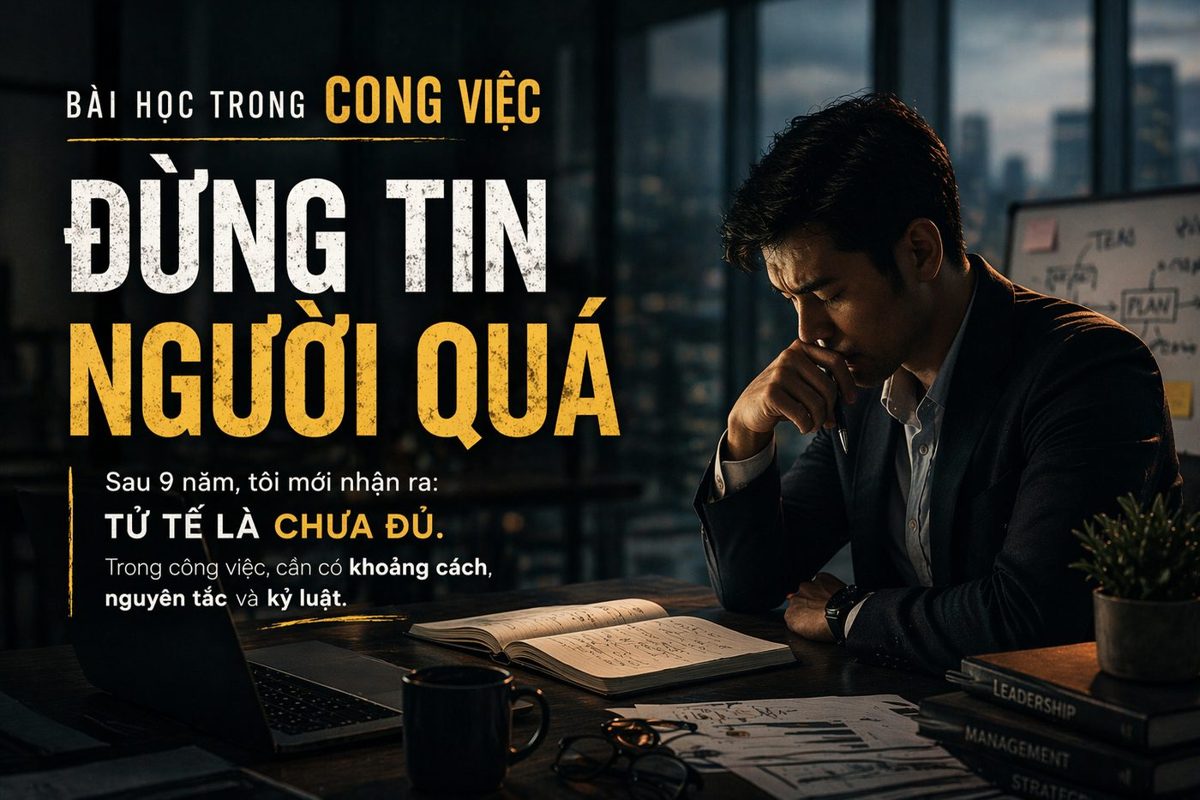 BÀI HỌC TRONG CONG VIỆC
ĐỪNG TIN
NGƯỜI QUÁ
Sau 9 năm, tôi mới nhận ra:
TỬ TẾ LÀ CHƯA ĐỦ.
Trong công việc, cần có khoảng cách,
nguyên tắc và kỷ luật.
PLAN
LEADERSHIP
MANAGEMENT